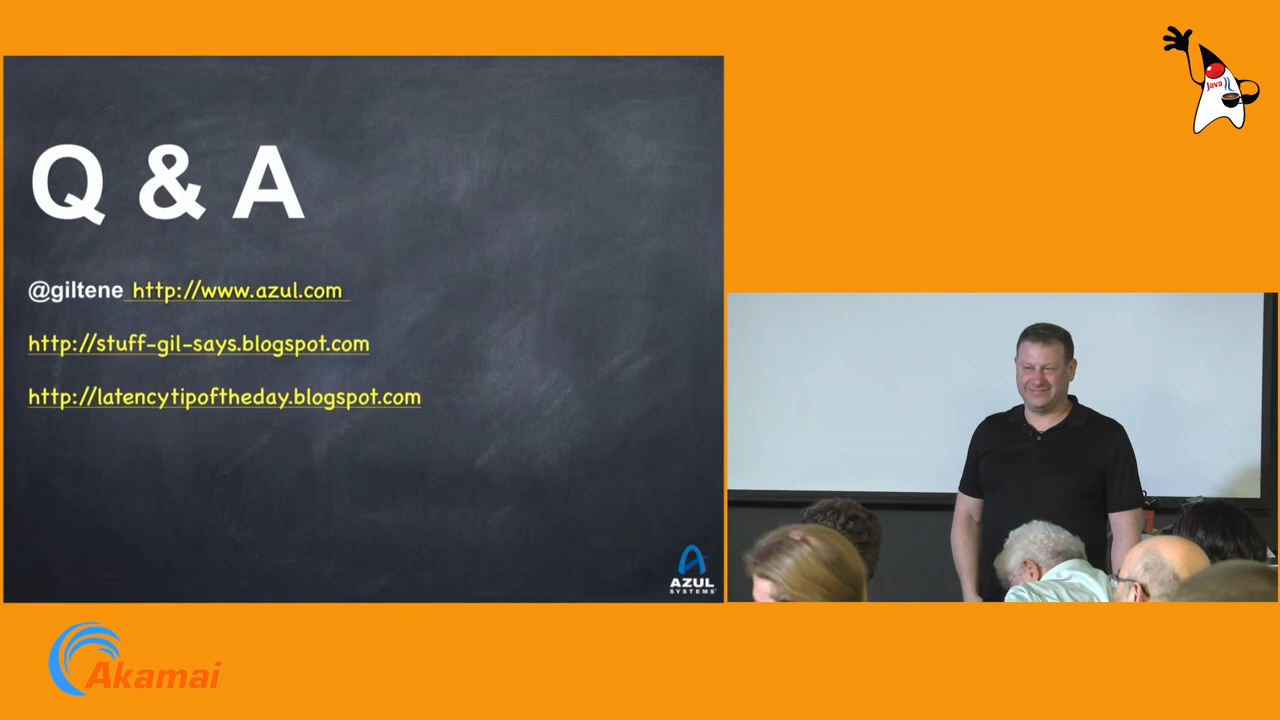 Q & A
@giltene http://www.azul.com
http://stuff-gil-says.blogspot.com
http://latencytipoftheday.blogspot.com
AZUL
SYSTEMS
Java
Akamai